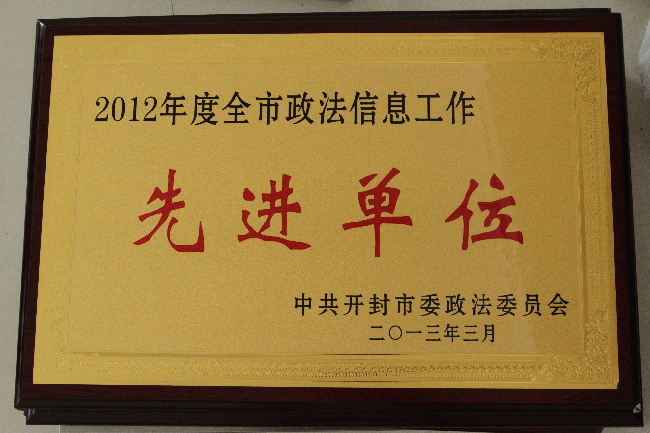 2012年度全市政法信息工作
先进单位
中共开封市委政法委员会
二〇一三年三月